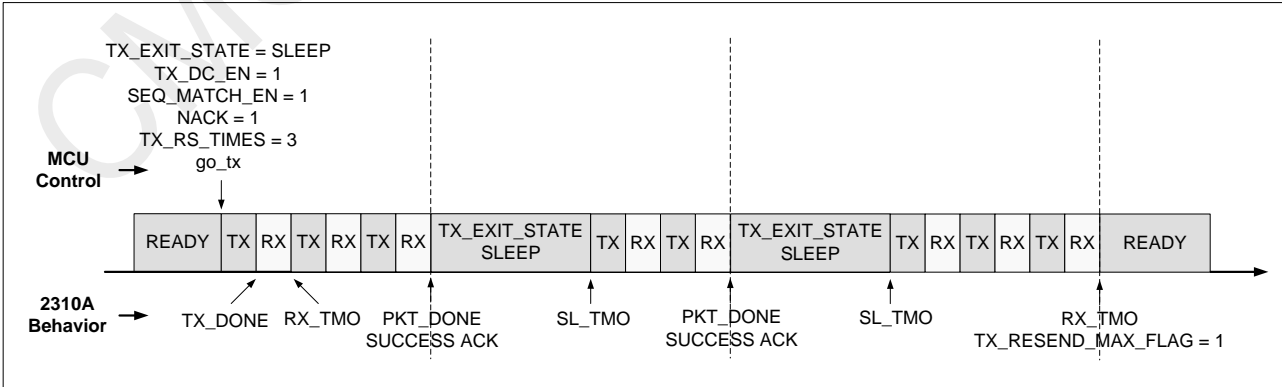 CM
TX_EXIT_STATE = SLEEP
TX_DC_EN = 1
SEQ_MATCH_EN = 1
NACK = 1
TX_RS_TIMES = 3
go_tx
MCU
Control
READY TX RX TX RX TX RX TX_EXIT_STATE SLEEP TX RX TX RX TX_EXIT_STATE SLEEP TX RX TX RX TX RX READY
2310A
Behavior
TX_DONE RX_TMO PKT_DONE SL_TMO PKT_DONE SL_TMO RX_TMO
SUCCESS ACK SUCCESS ACK TX_RESEND_MAX_FLAG = 1